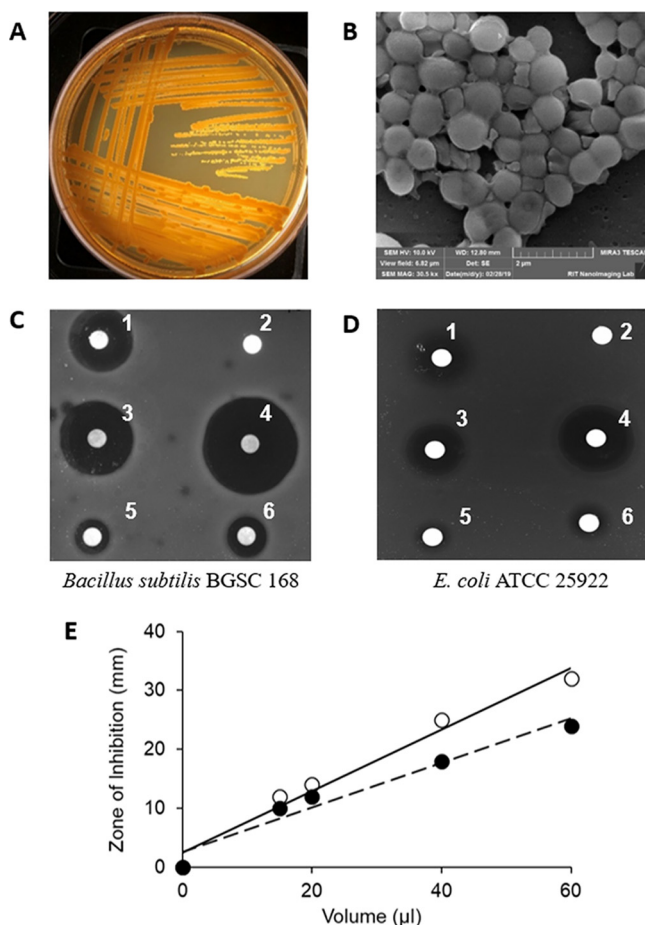 A
B
SEM HV: 10.0 kV WD: 12.80 mm MIRA3 TESCAN
View field: 6.82 µm Det: SE 2 µm
SEM MAG: 30.5 kx Date(m/d/y): 02/28/19 RIT NanoImaging Lab
C
1 2
3 4
5 6
Bacillus subtilis BGSC 168
D
1 2
3 4
5 6
E. coli ATCC 25922
E
Zone of Inhibition (mm)
40
30
20
10
0
0 20 40 60
Volume (µl)